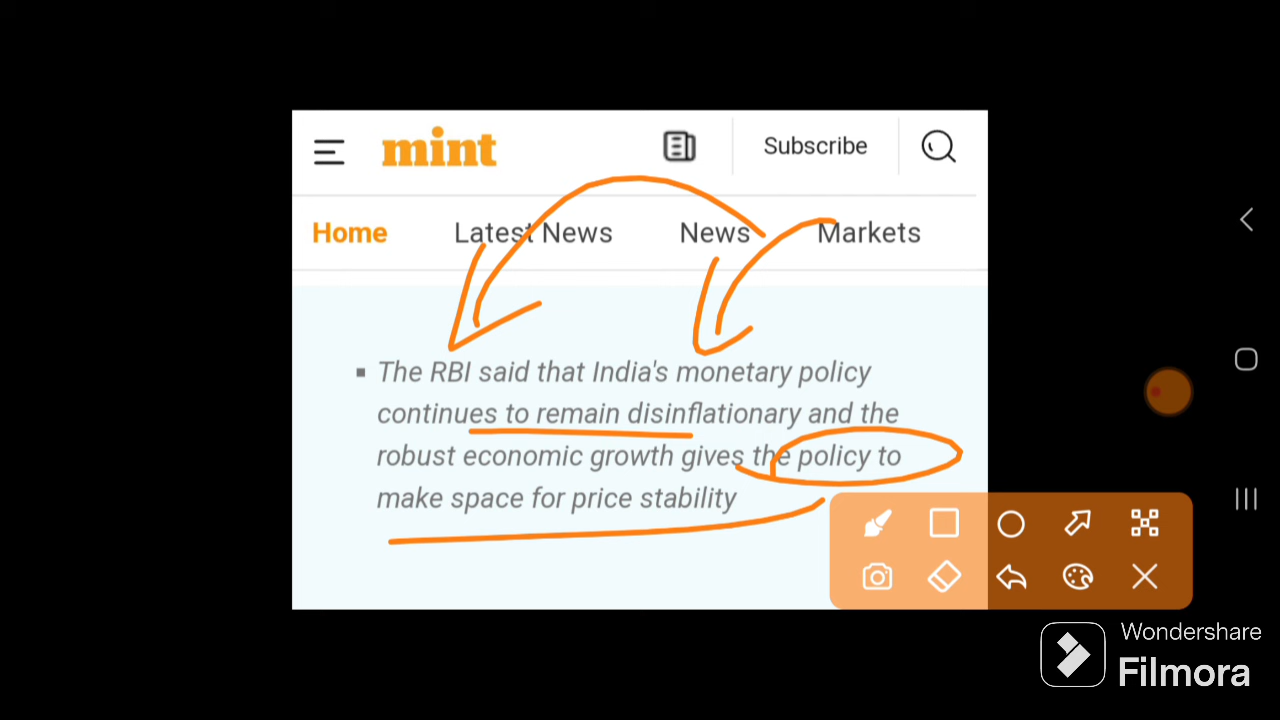 mint
Subscribe
Home Latest News News Markets
The RBI said that India's monetary policy
continues to remain disinflationary and the
robust economic growth gives the policy to
make space for price stability
Wondershare
Filmora